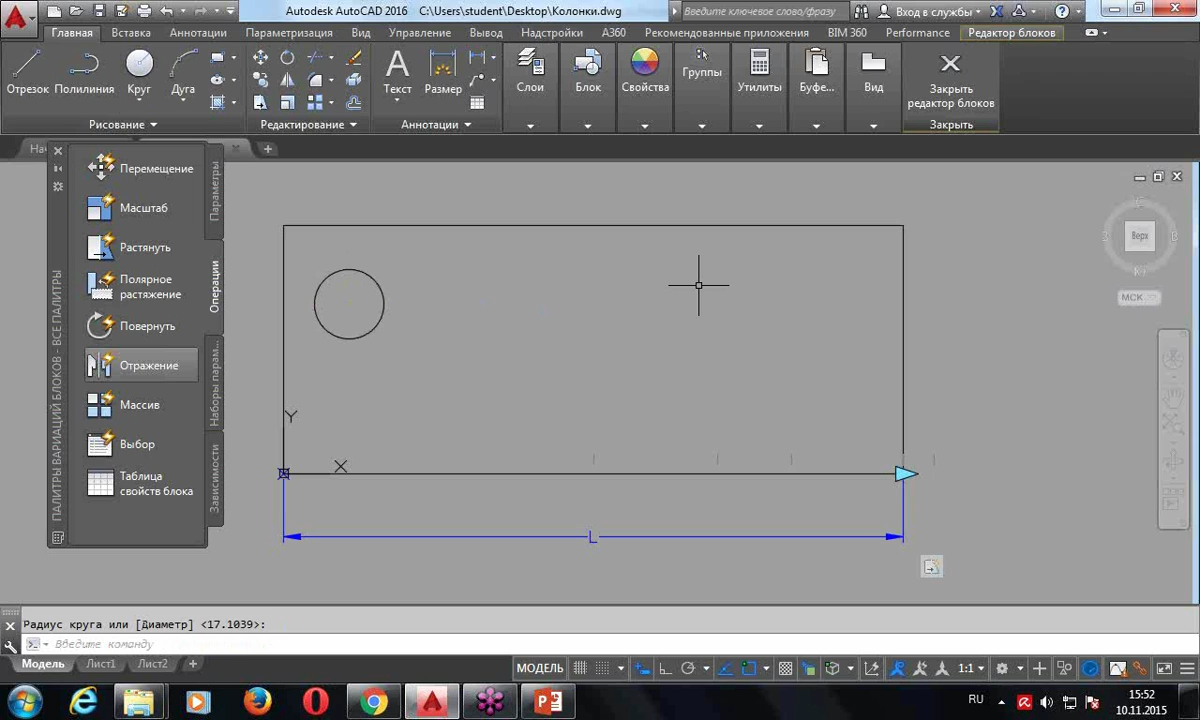 Autodesk AutoCAD 2016 C:\Users\student\Desktop\Колонки.dwg
Введите ключевое слово/фразу
Вход в службы
Главная Вставка Аннотации Параметризация Вид Управление Вывод Надстройки A360 Рекомендованные приложения BIM 360 Performance Редактор блоков
Отрезок Полилиния Круг Дуга
Текст Размер
Слои Блок Свойства Группы Утилиты Буфе... Вид
Закрыть
редактор блоков
Рисование Редактирование Аннотации Закрыть
На
Перемещение
Масштаб
Растянуть
Полярное
растяжение
Повернуть
Отражение
Массив
Выбор
Таблица
свойств блока
Параметры
Операции
Наборы парам...
Зависимости
ПАЛИТРЫ ВАРИАЦИЙ БЛОКОВ - ВСЕ ПАЛИТРЫ
Верх
МСК
Y
X
L
Радиус круга или [Диаметр] <17.1039>:
Введите команду
Модель Лист1 Лист2
МОДЕЛЬ
1:1
RU
15:52
10.11.2015